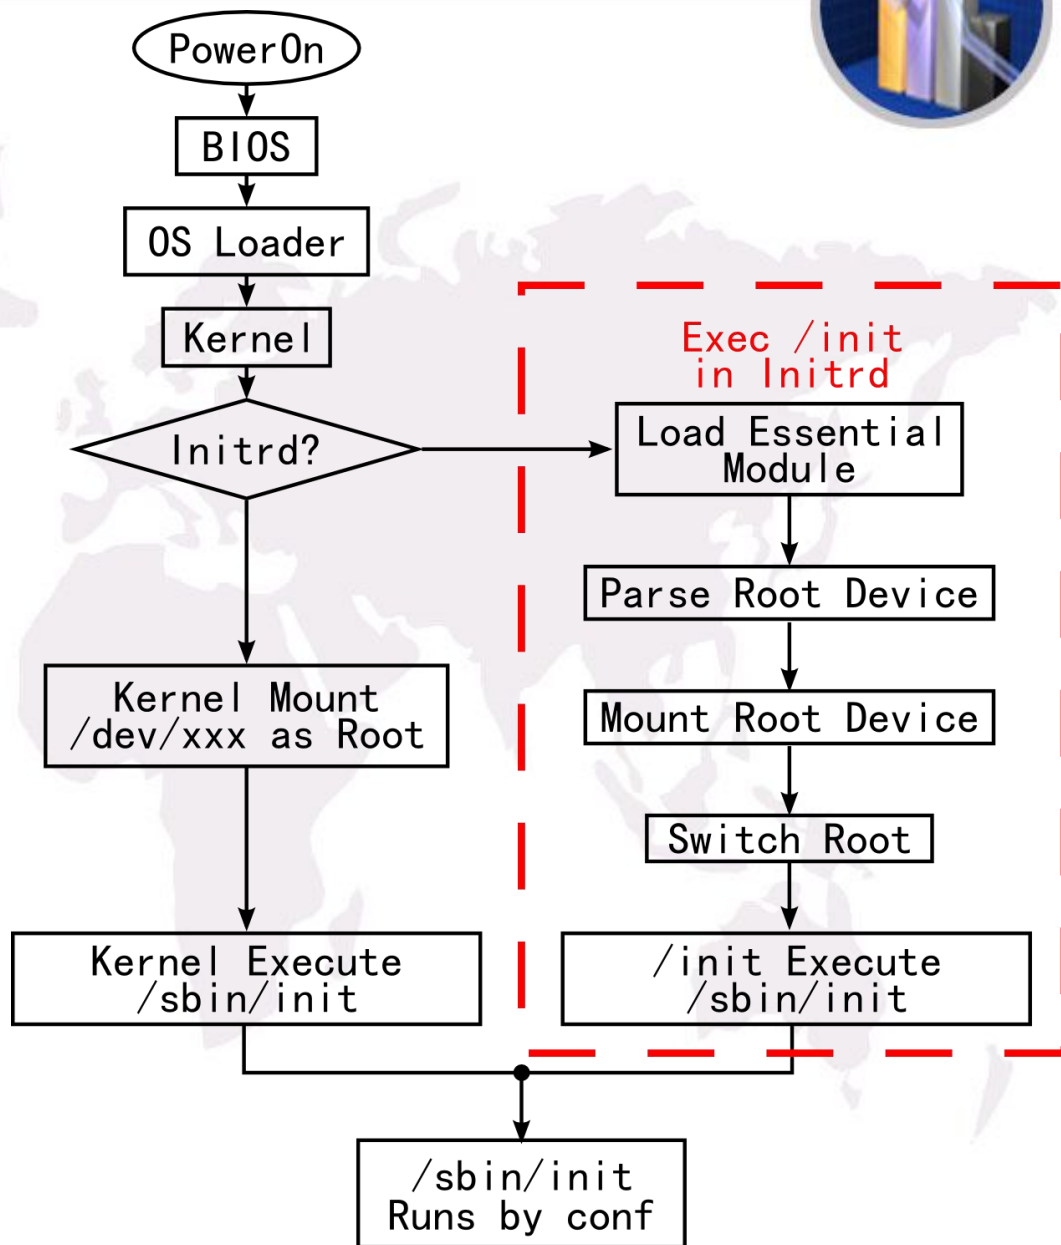 PowerOn
BIOS
OS Loader
Kernel
Initrd?
Kernel Mount
/dev/xxx as Root
Kernel Execute
/sbin/init
Exec /init
in Initrd
Load Essential
Module
Parse Root Device
Mount Root Device
Switch Root
/init Execute
/sbin/init
/sbin/init
Runs by conf